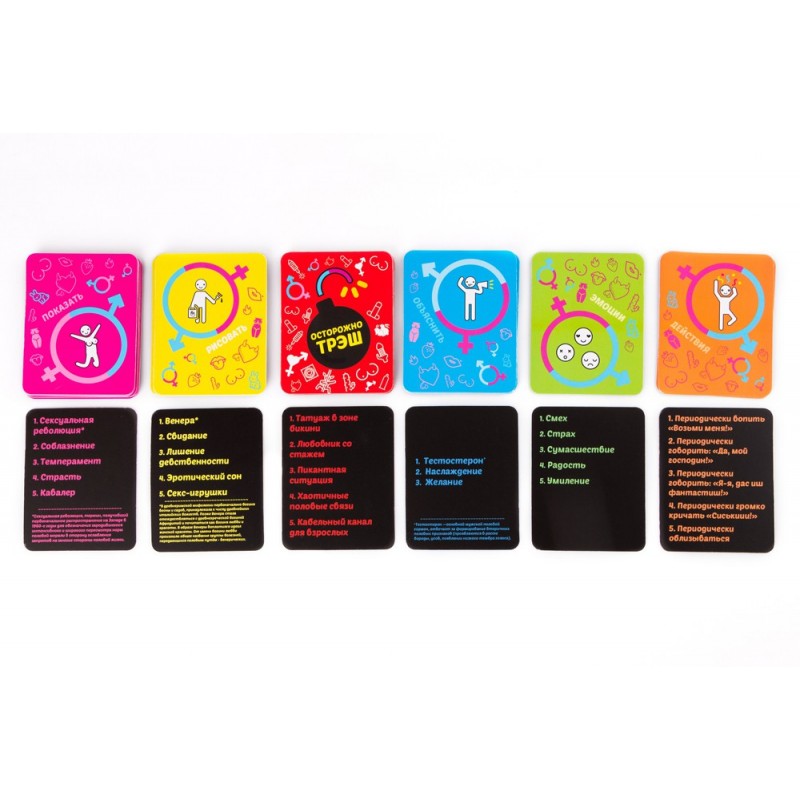 ПОКАЗАТЬ
РИСОВАТЬ
ОСТОРОЖНО
ТРЭШ
ОБЪЯСНИТЬ
ЭМОЦИИ
ДЕЙСТВИЯ
1. Сексуальная
революция*
2. Соблазнение
3. Темперамент
4. Страсть
5. Кавалер
1. Венера*
2. Свидание
3. Лишение
девственности
4. Эротический сон
5. Секс-игрушки
1. Татуаж в зоне
бикини
2. Любовник со
стажем
3. Пикантная
ситуация
4. Хаотичные
половые связи
5. Кабельный канал
для взрослых
1. Тестостерон*
2. Наслаждение
3. Желание
1. Смех
2. Страх
3. Сумасшествие
4. Радость
5. Умиление
1. Периодически вопить
«Возьми меня!»
2. Периодически
говорить: «Да, мой
господин!»
3. Периодически
говорить: «Я-я, дас иш
фантастиш!»
4. Периодически громко
кричать «Сиськиии!»
5. Периодически
облизываться